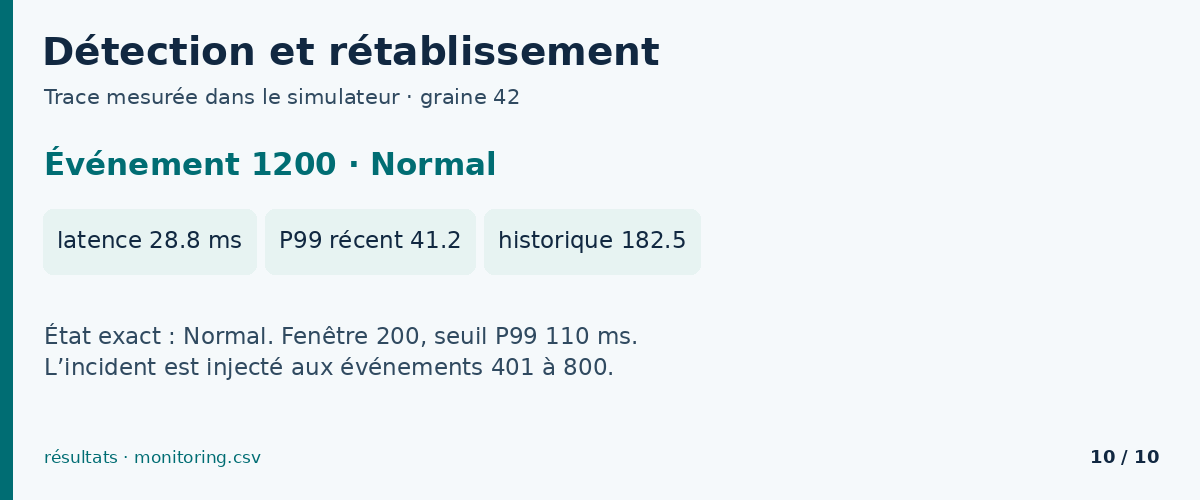 Détection et rétablissement
Trace mesurée dans le simulateur · graine 42
Événement 1200 · Normal
latence 28.8 ms
P99 récent 41.2
historique 182.5
État exact : Normal. Fenêtre 200, seuil P99 110 ms.
L’incident est injecté aux événements 401 à 800.
résultats · monitoring.csv
10 / 10